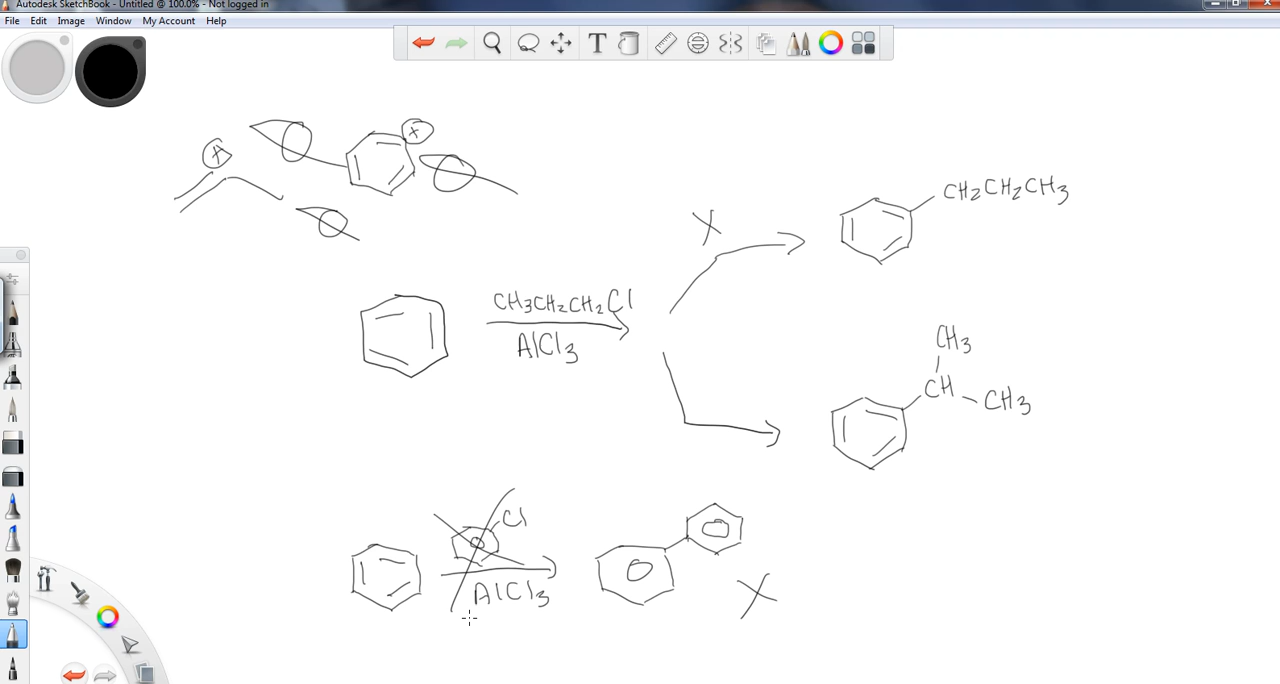 Autodesk SketchBook - Untitled @ 100.0% - Not logged in
File Edit Image Window My Account Help
T
+
+
X
CH2CH2CH3
CH3CH2CH2Cl
AlCl3
CH3
CH
CH3
Cl
AlCl3
X